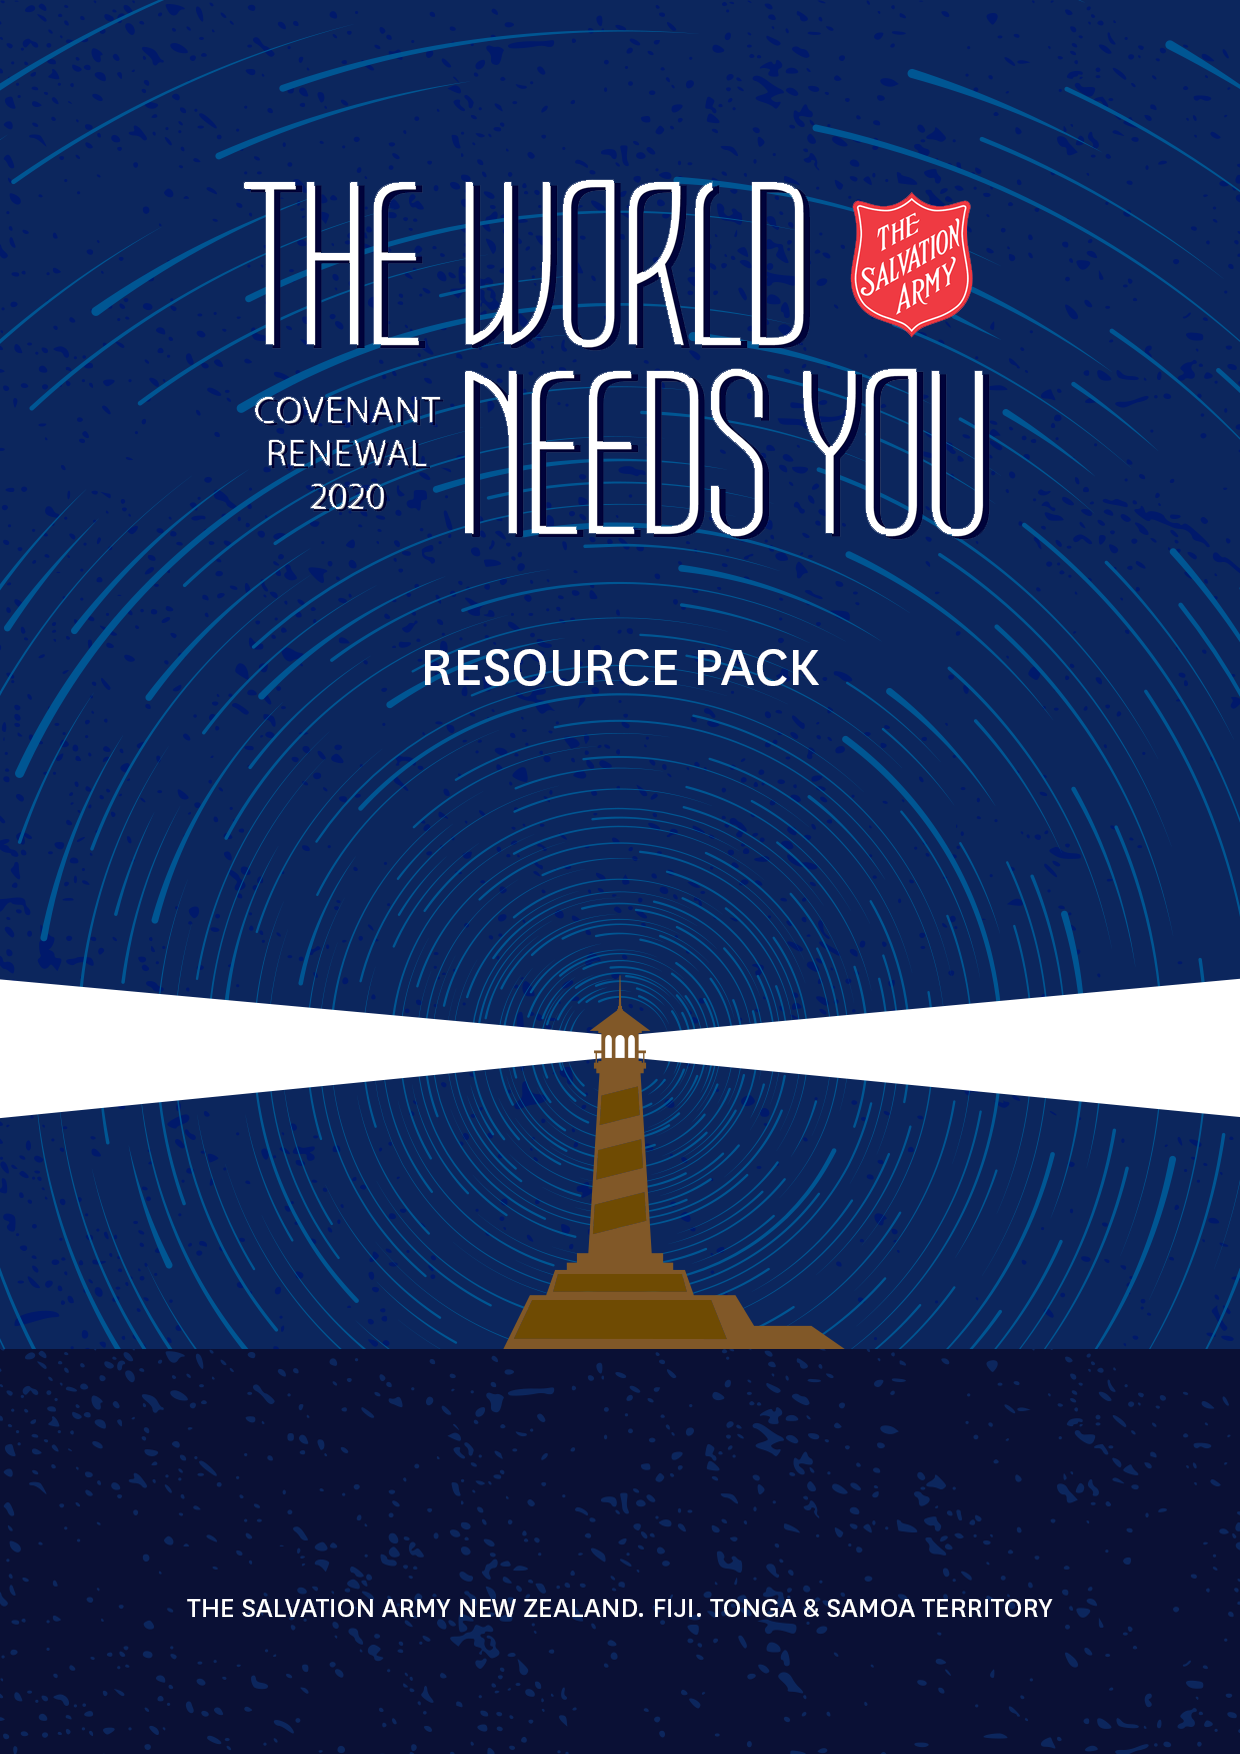 THE WORLD
THE
SALVATION
ARMY
NEEDS YOU
COVENANT
RENEWAL
2020
RESOURCE PACK
THE SALVATION ARMY NEW ZEALAND. FIJI. TONGA & SAMOA TERRITORY